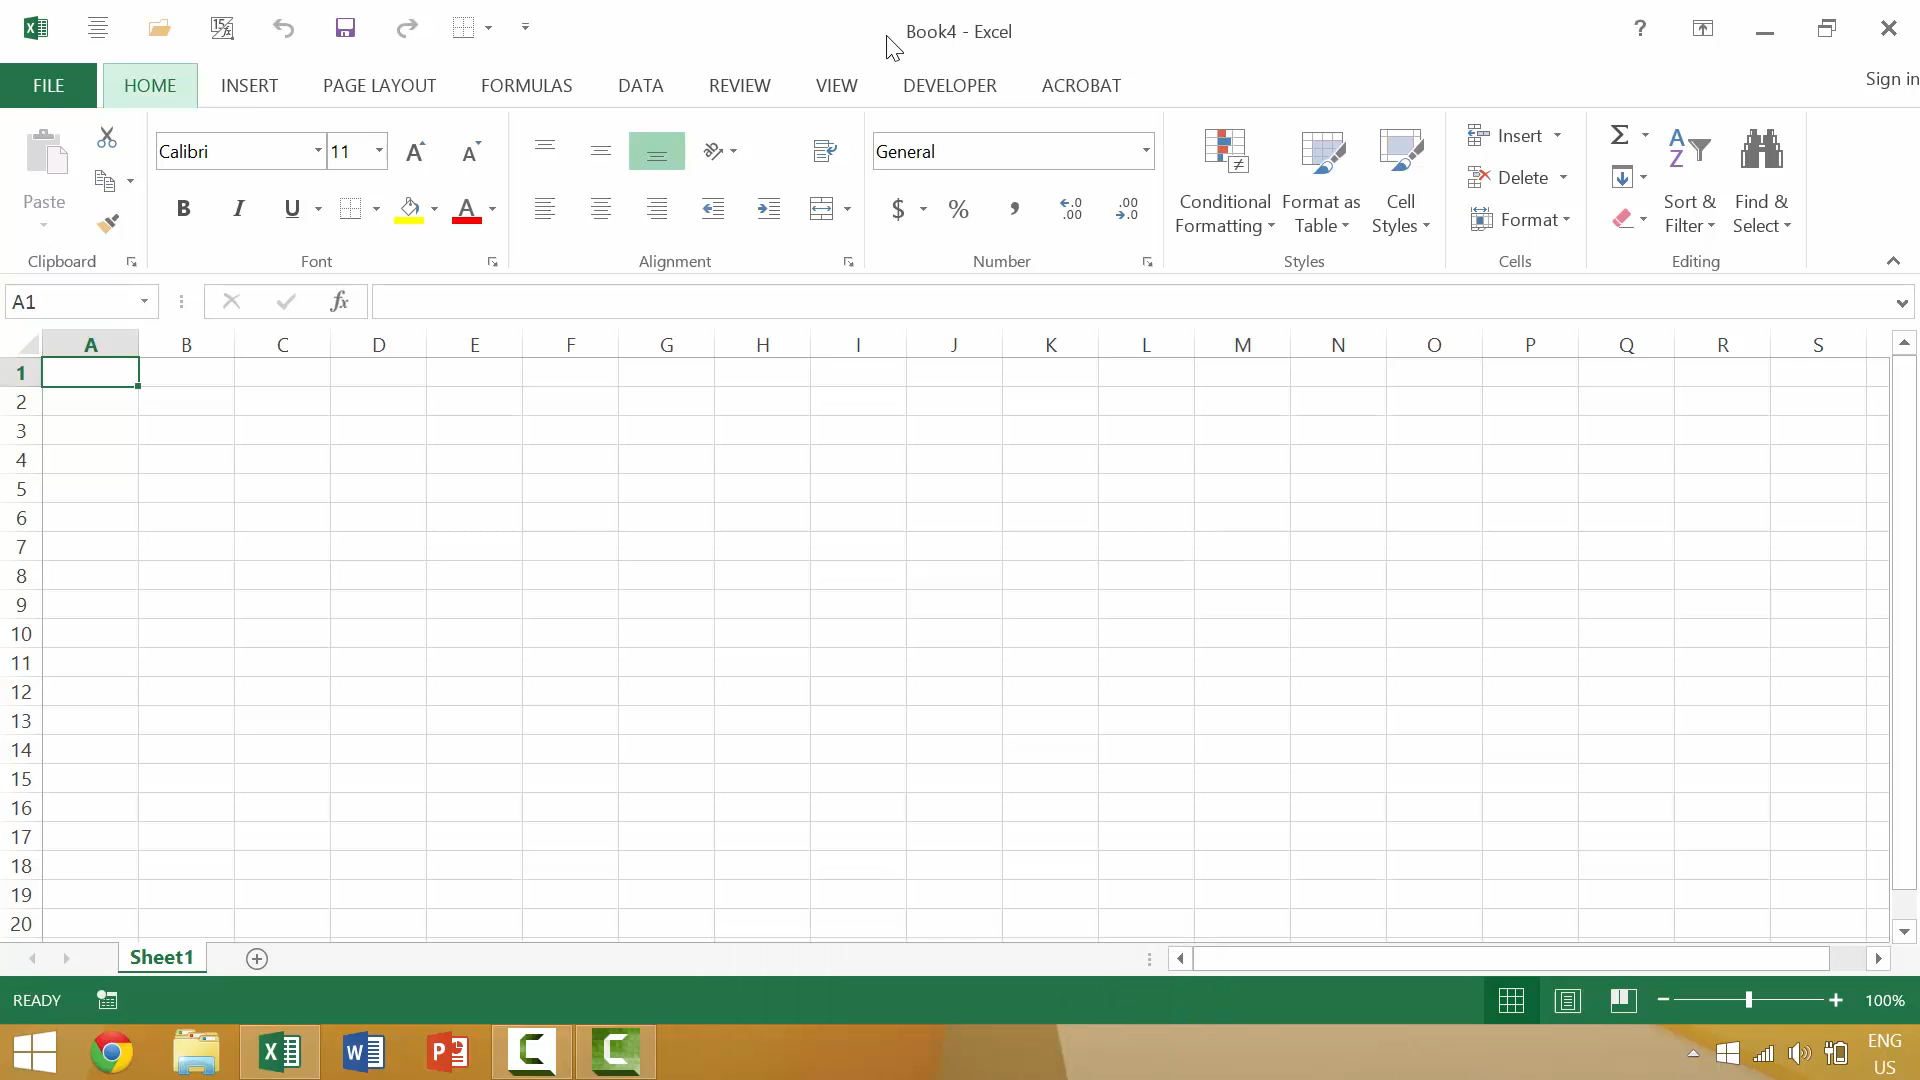 Book4 - Excel
?
Sign in
FILE
HOME
INSERT
PAGE LAYOUT
FORMULAS
DATA
REVIEW
VIEW
DEVELOPER
ACROBAT
Paste
Clipboard
Calibri
11
B I U A
Font
Alignment
General
$ % ,
Number
Conditional
Formatting
Format as
Table
Cell
Styles
Styles
Insert
Delete
Format
Cells
Σ
Sort &
Filter
Find &
Select
Editing
A1
fx
A B C D E F G H I J K L M N O P Q R S
1
2
3
4
5
6
7
8
9
10
11
12
13
14
15
16
17
18
19
20
Sheet1
READY
100%
ENG
US